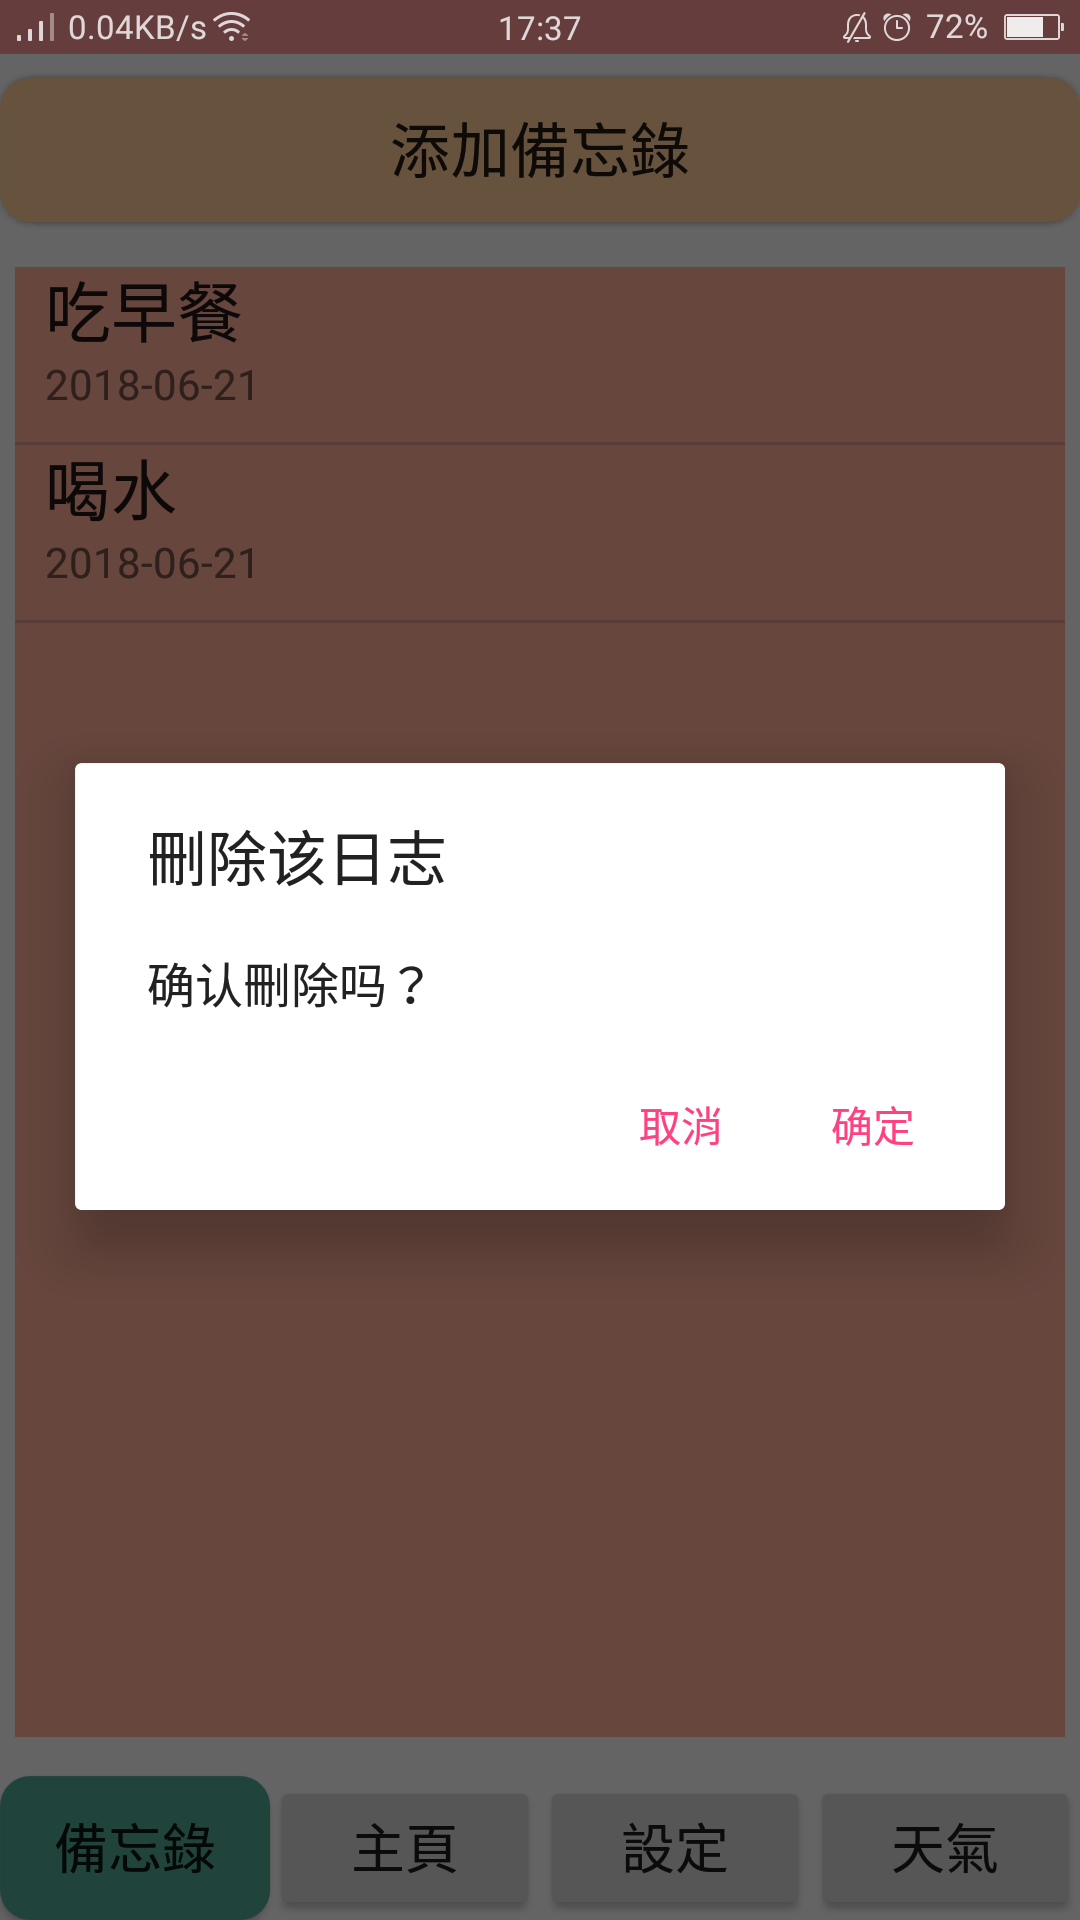 0.04KB/s 17:37 72%
添加備忘錄
吃早餐
2018-06-21
喝水
2018-06-21
刪除该日志
确认刪除吗？
取消 确定
備忘錄 主頁 設定 天氣